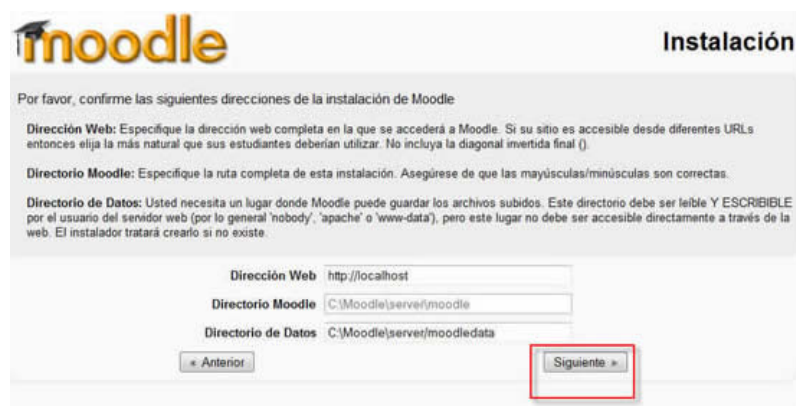 moodle
Instalación
Por favor, confirme las siguientes direcciones de la instalación de Moodle
Dirección Web: Especifique la dirección web completa en la que se accederá a Moodle. Si su sitio es accesible desde diferentes URLs
entonces elija la más natural que sus estudiantes deberían utilizar. No incluya la diagonal invertida final ().
Directorio Moodle: Especifique la ruta completa de esta instalación. Asegúrese de que las mayúsculas/minúsculas son correctas.
Directorio de Datos: Usted necesita un lugar donde Moodle puede guardar los archivos subidos. Este directorio debe ser leíble Y ESCRIBIBLE
por el usuario del servidor web (por lo general 'nobody', 'apache' o 'www-data'), pero este lugar no debe ser accesible directamente a través de la
web. El instalador tratará crearlo si no existe.
Dirección Web http://localhost
Directorio Moodle C:\Moodle\server\moodle
Directorio de Datos C:\Moodle\server/moodledata
« Anterior
Siguiente »